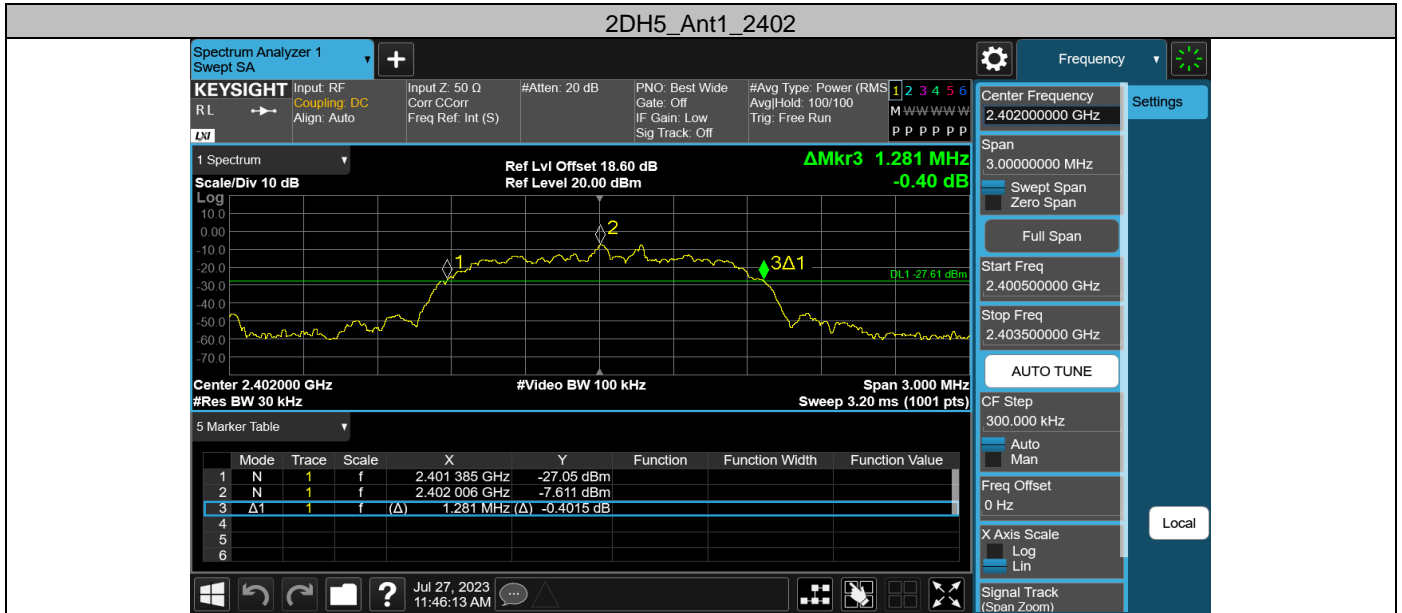 2DH5_Ant1_2402
Spectrum Analyzer 1
Swept SA
+
Frequency
KEYSIGHT
RL
LXI
Input: RF
Coupling: DC
Align: Auto
Input Z: 50 Ω
Corr CCorr
Freq Ref: Int (S)
#Atten: 20 dB
PNO: Best Wide
Gate: Off
IF Gain: Low
Sig Track: Off
#Avg Type: Power (RMS
Avg|Hold: 100/100
Trig: Free Run
1 2 3 4 5 6
M W W W W W
P P P P P P
1 Spectrum
Scale/Div 10 dB
Ref Lvl Offset 18.60 dB
Ref Level 20.00 dBm
ΔMkr3 1.281 MHz
-0.40 dB
Log
10.0
0.00
-10.0
-20.0
-30.0
-40.0
-50.0
-60.0
-70.0
1
2
3Δ1
DL1 -27.61 dBm
Center 2.402000 GHz
#Video BW 100 kHz
Span 3.000 MHz
#Res BW 30 kHz
Sweep 3.20 ms (1001 pts)
5 Marker Table
Mode Trace Scale X Y Function Function Width Function Value
1 N 1 f 2.401 385 GHz -27.05 dBm
2 N 1 f 2.402 006 GHz -7.611 dBm
3 Δ1 1 f (Δ) 1.281 MHz (Δ) -0.4015 dB
4
5
6
?
Jul 27, 2023
11:46:13 AM
Center Frequency
2.402000000 GHz
Settings
Span
3.00000000 MHz
Swept Span
Zero Span
Full Span
Start Freq
2.400500000 GHz
Stop Freq
2.403500000 GHz
AUTO TUNE
CF Step
300.000 kHz
Auto
Man
Freq Offset
0 Hz
Local
X Axis Scale
Log
Lin
Signal Track
(Span Zoom)